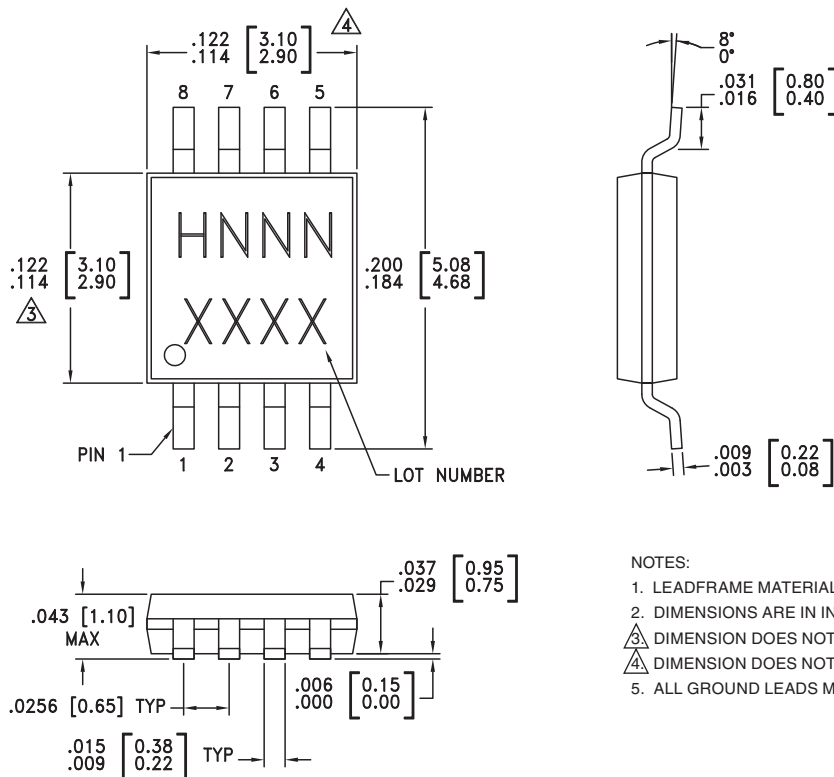 .122 [3.10]
.114 [2.90]
4
8 7 6 5
HNNN
XXXX
.122 [3.10]
.114 [2.90]
3
.200 [5.08]
.184 [4.68]
PIN 1
1 2 3 4
LOT NUMBER
8°
0°
.031 [0.80]
.016 [0.40]
.009 [0.22]
.003 [0.08]
.043 [1.10]
MAX
.037 [0.95]
.029 [0.75]
.0256 [0.65] TYP
.006 [0.15]
.000 [0.00]
.015 [0.38]
.009 [0.22]
TYP
NOTES:
1. LEADFRAME MATERIAL
2. DIMENSIONS ARE IN IN
3. DIMENSION DOES NOT
4. DIMENSION DOES NOT
5. ALL GROUND LEADS M